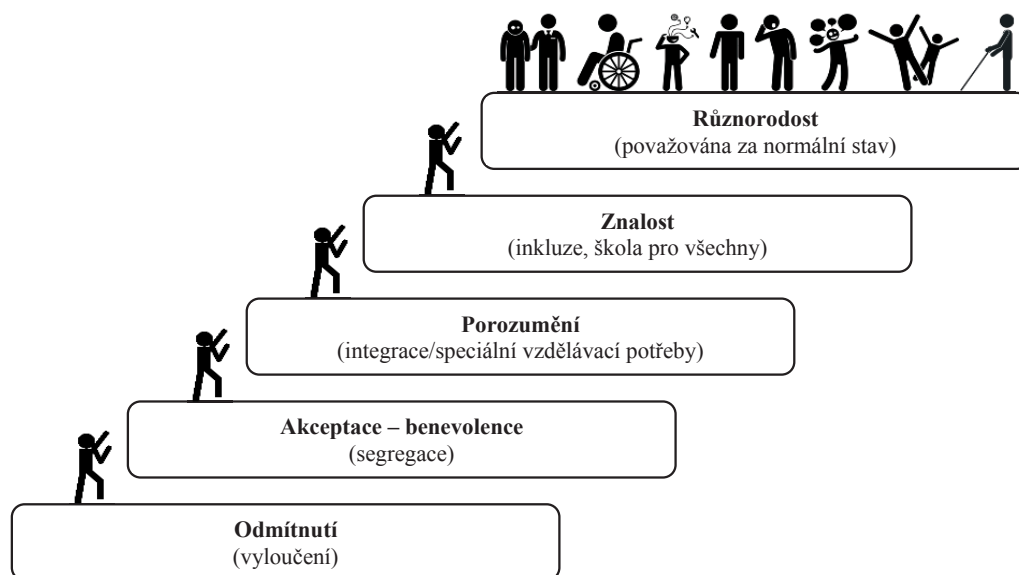 Různorodost
(považována za normální stav)
Znalost
(inkluze, škola pro všechny)
Porozumění
(integrace/speciální vzdělávací potřeby)
Akceptace – benevolence
(segregace)
Odmítnutí
(vyloučení)